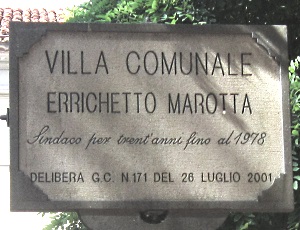 VILLA COMUNALE
ERRICHETTO MAROTTA
Sindaco per trent'anni fino al 1978
DELIBERA G.C. N.171 DEL 26 LUGLIO 2001